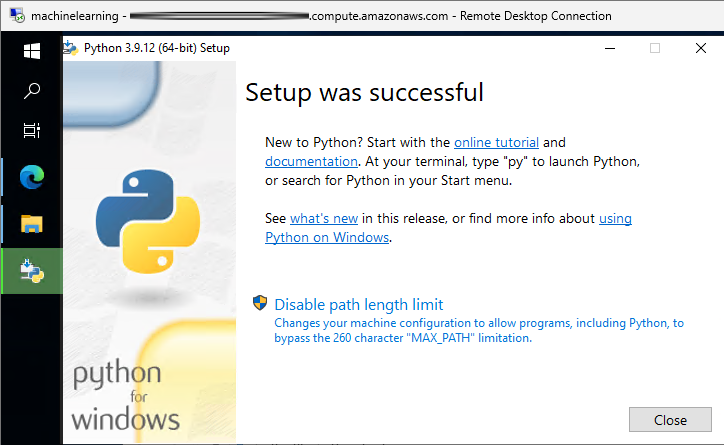 machinelearning - .compute.amazonaws.com - Remote Desktop Connection
Python 3.9.12 (64-bit) Setup
Setup was successful
New to Python? Start with the online tutorial and
documentation. At your terminal, type "py" to launch Python,
or search for Python in your Start menu.
See what's new in this release, or find more info about using
Python on Windows.
Disable path length limit
Changes your machine configuration to allow programs, including Python, to
bypass the 260 character "MAX_PATH" limitation.
python
for
windows
Close